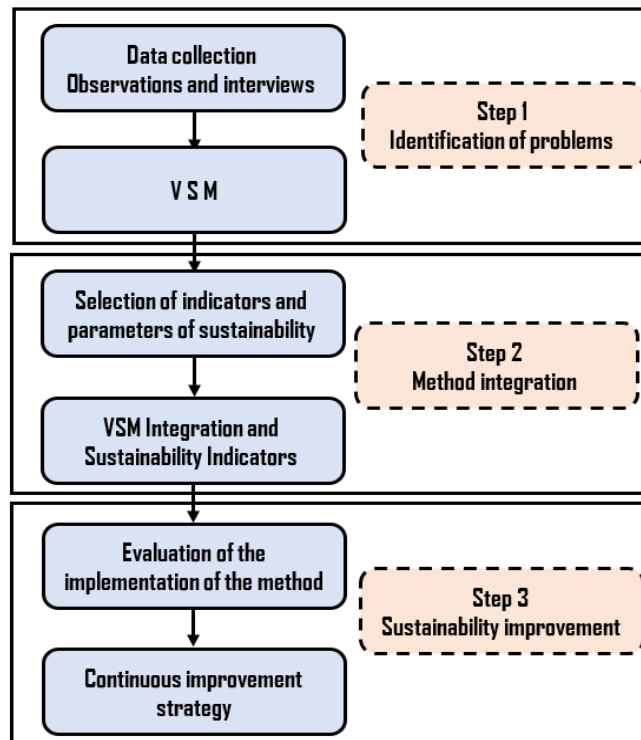 Data collection
Observations and interviews
Step 1
Identification of problems
V S M
Selection of indicators and
parameters of sustainability
Step 2
Method integration
VSM Integration and
Sustainability Indicators
Evaluation of the
implementation of the method
Step 3
Sustainability improvement
Continuous improvement
strategy